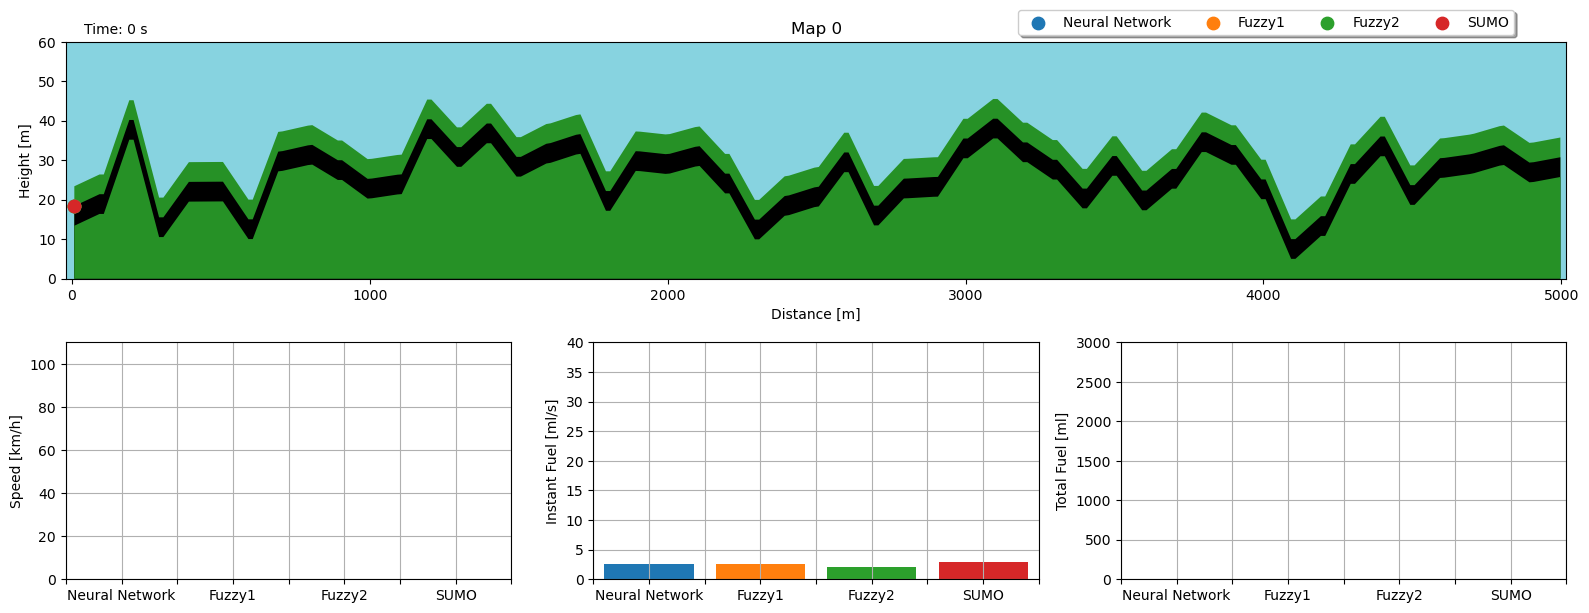 Time: 0 s
Map 0
Neural Network Fuzzy1 Fuzzy2 SUMO
Height [m]
60
50
40
30
20
10
0
0 1000 2000 3000 4000 5000
Distance [m]
Speed [km/h]
100
80
60
40
20
0
Neural Network Fuzzy1 Fuzzy2 SUMO
Instant Fuel [ml/s]
40
35
30
25
20
15
10
5
0
Neural Network Fuzzy1 Fuzzy2 SUMO
Total Fuel [ml]
3000
2500
2000
1500
1000
500
0
Neural Network Fuzzy1 Fuzzy2 SUMO